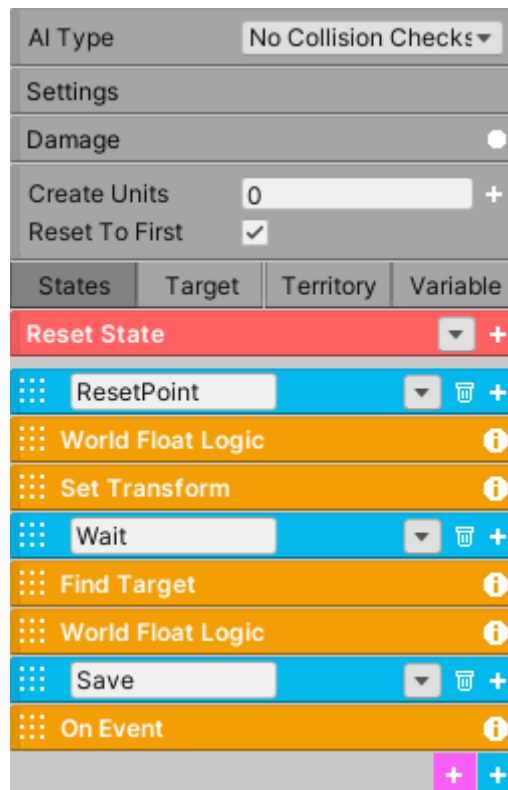 AI Type No Collision Checks
Settings
Damage
Create Units 0
Reset To First
States Target Territory Variable
Reset State
ResetPoint
World Float Logic
Set Transform
Wait
Find Target
World Float Logic
Save
On Event